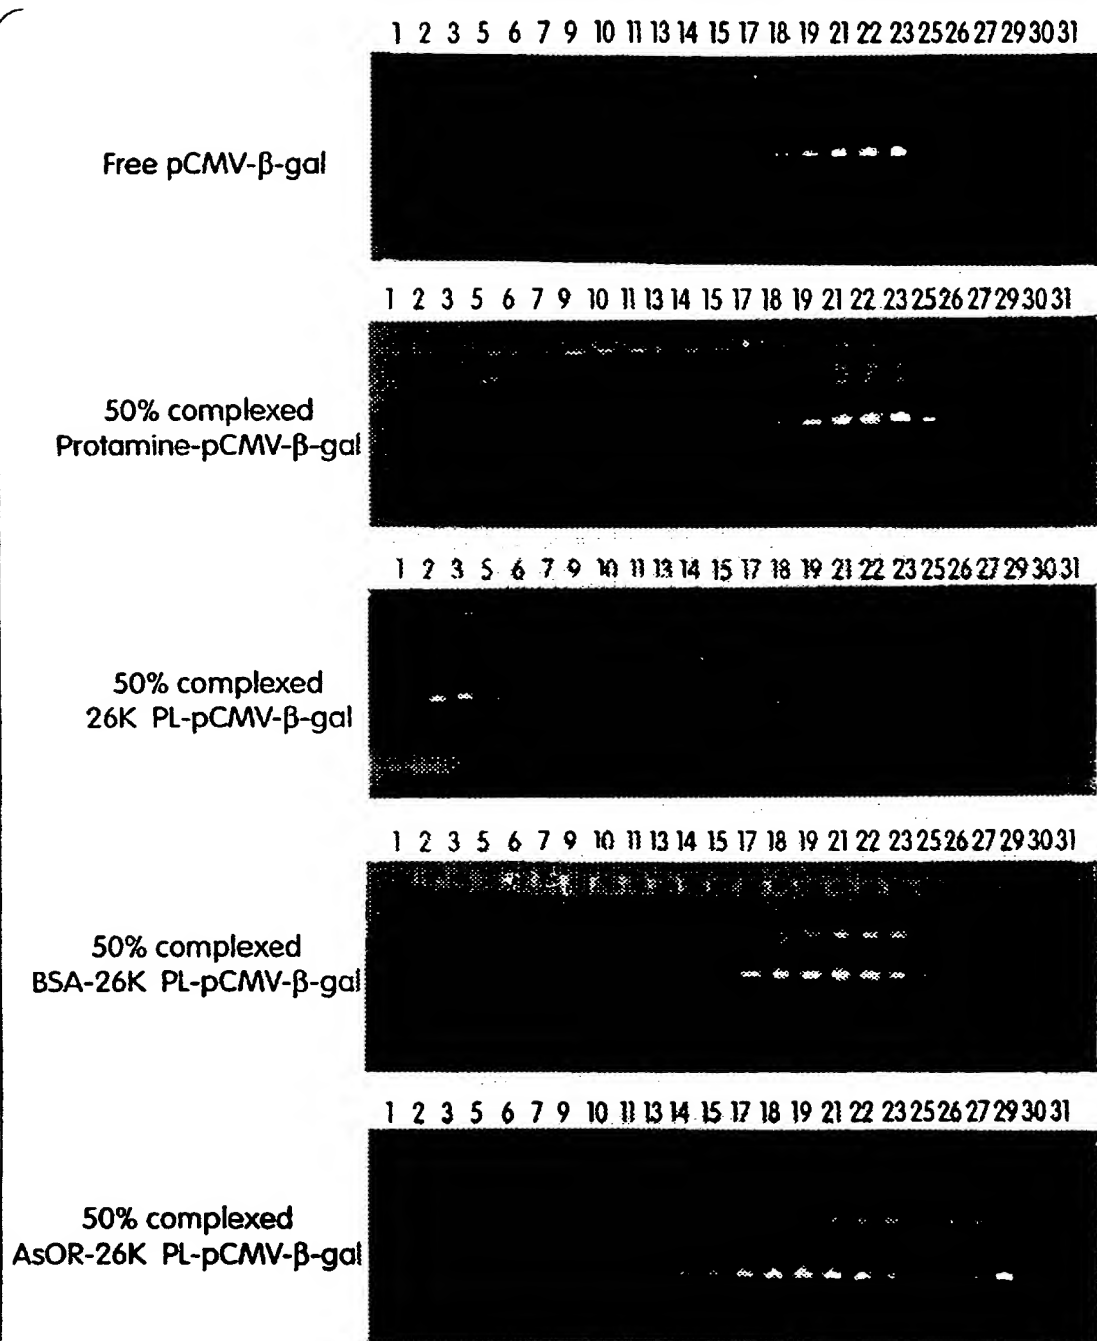 1 2 3 5 6 7 9 10 11 13 14 15 17 18 19 21 22 23 25 26 27 29 30 31
Free pCMV-β-gal
1 2 3 5 6 7 9 10 11 13 14 15 17 18 19 21 22 23 25 26 27 29 30 31
50% complexed
Protamine-pCMV-β-gal
1 2 3 5 6 7 9 10 11 13 14 15 17 18 19 21 22 23 25 26 27 29 30 31
50% complexed
26K PL-pCMV-β-gal
1 2 3 5 6 7 9 10 11 13 14 15 17 18 19 21 22 23 25 26 27 29 30 31
50% complexed
BSA-26K PL-pCMV-β-gal
1 2 3 5 6 7 9 10 11 13 14 15 17 18 19 21 22 23 25 26 27 29 30 31
50% complexed
AsOR-26K PL-pCMV-β-gal